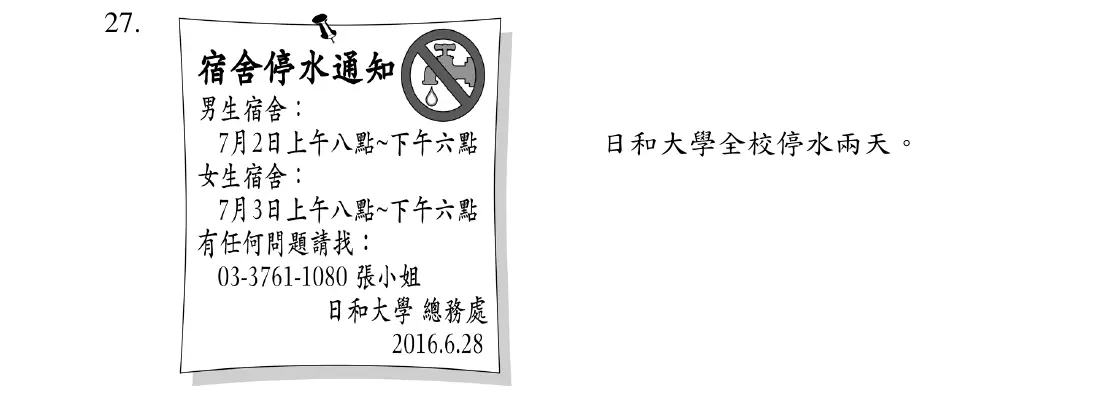 27.
宿舍停水通知
男生宿舍：
7月2日上午八點~下午六點
女生宿舍：
7月3日上午八點~下午六點
有任何問題請找：
03-3761-1080 張小姐
日和大學 總務處
2016.6.28
日和大學全校停水兩天。